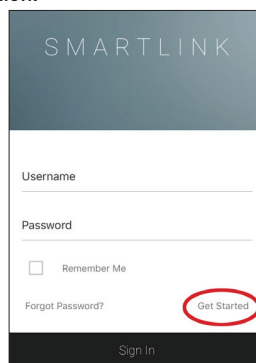 SMARTLINK
Username
Password
Remember Me
Forgot Password? Get Started
Sign In